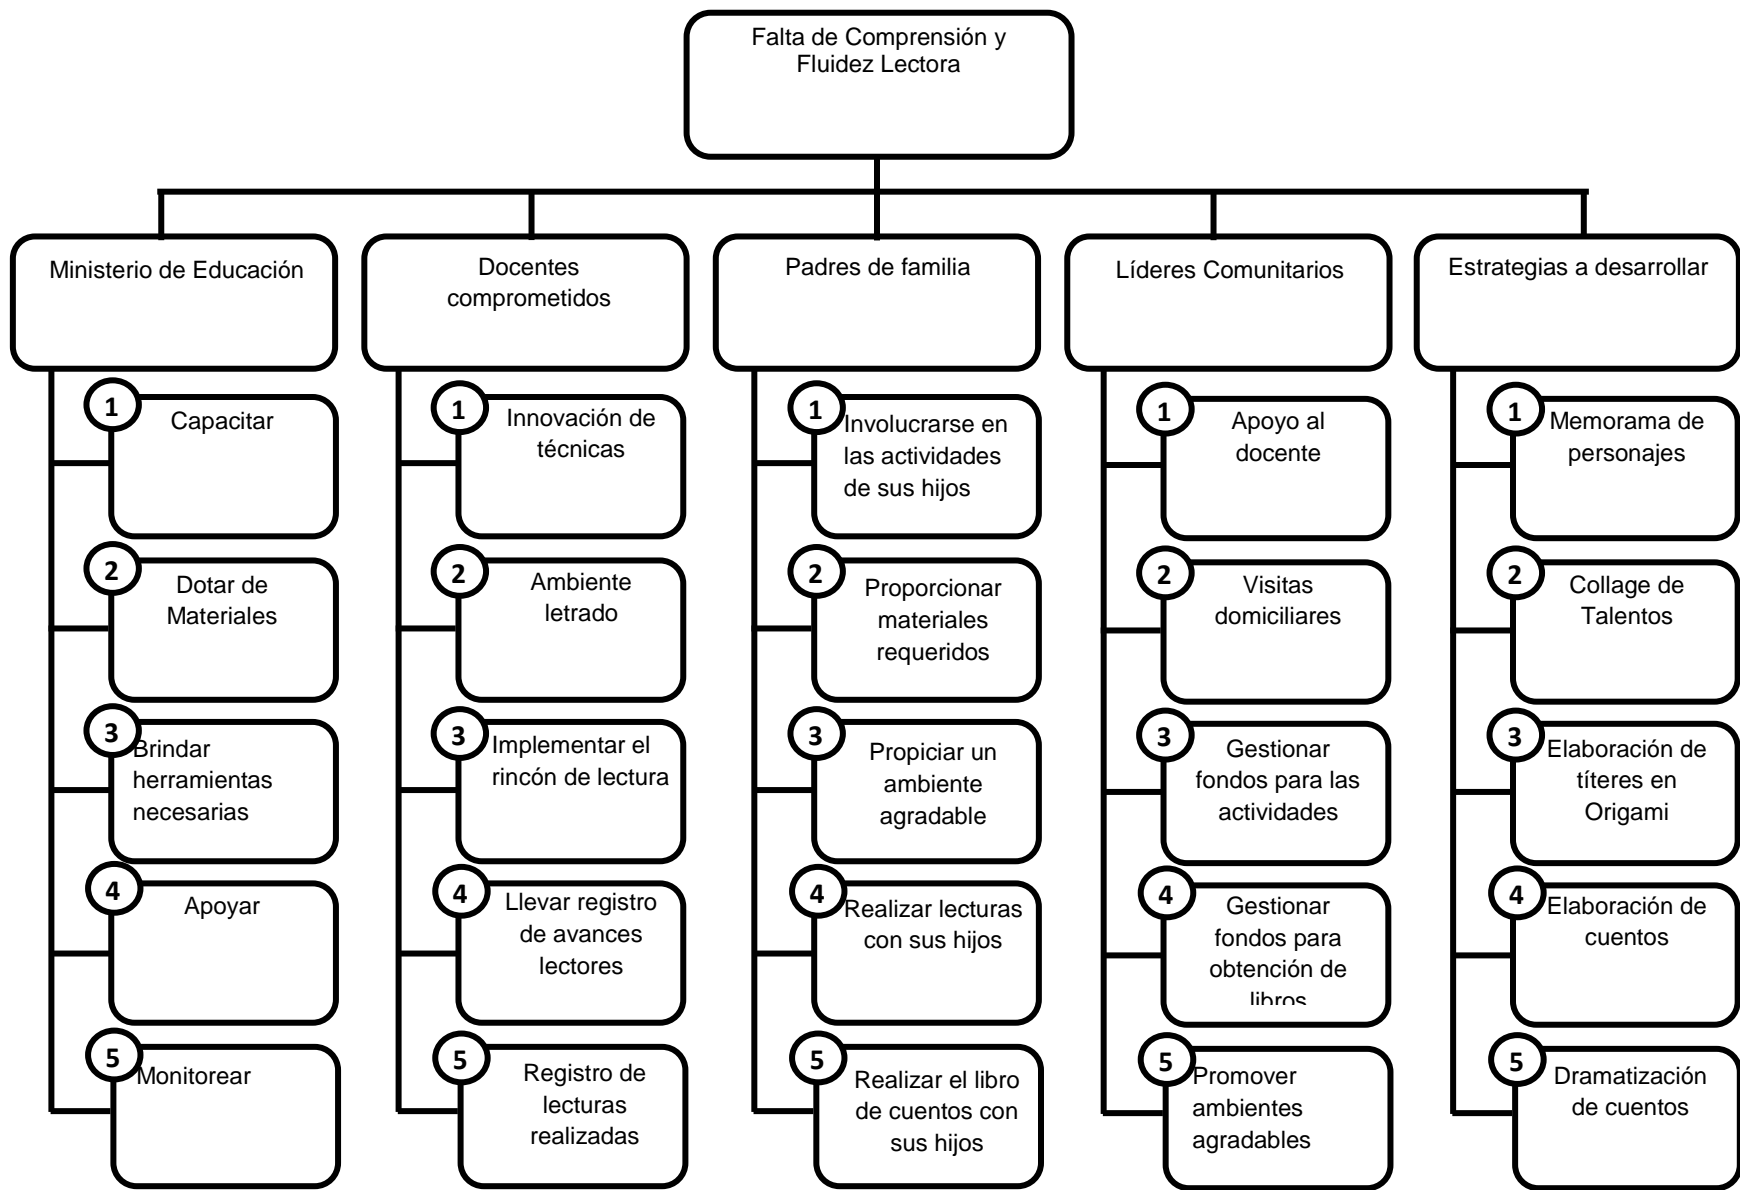 Falta de Comprensión y
Fluidez Lectora
Ministerio de Educación
1
Capacitar
2
Dotar de
Materiales
3
Brindar
herramientas
necesarias
4
Apoyar
5
Monitorear
Docentes
comprometidos
1
Innovación de
técnicas
2
Ambiente
letrado
3
Implementar el
rincón de lectura
4
Llevar registro
de avances
lectores
5
Registro de
lecturas
realizadas
Padres de familia
1
Involucrarse en
las actividades
de sus hijos
2
Proporcionar
materiales
requeridos
3
Propiciar un
ambiente
agradable
4
Realizar lecturas
con sus hijos
5
Realizar el libro
de cuentos con
sus hijos
Líderes Comunitarios
1
Apoyo al
docente
2
Visitas
domiciliares
3
Gestionar
fondos para las
actividades
4
Gestionar
fondos para
obtención de
libros
5
Promover
ambientes
agradables
Estrategias a desarrollar
1
Memorama de
personajes
2
Collage de
Talentos
3
Elaboración de
títeres en
Origami
4
Elaboración de
cuentos
5
Dramatización
de cuentos